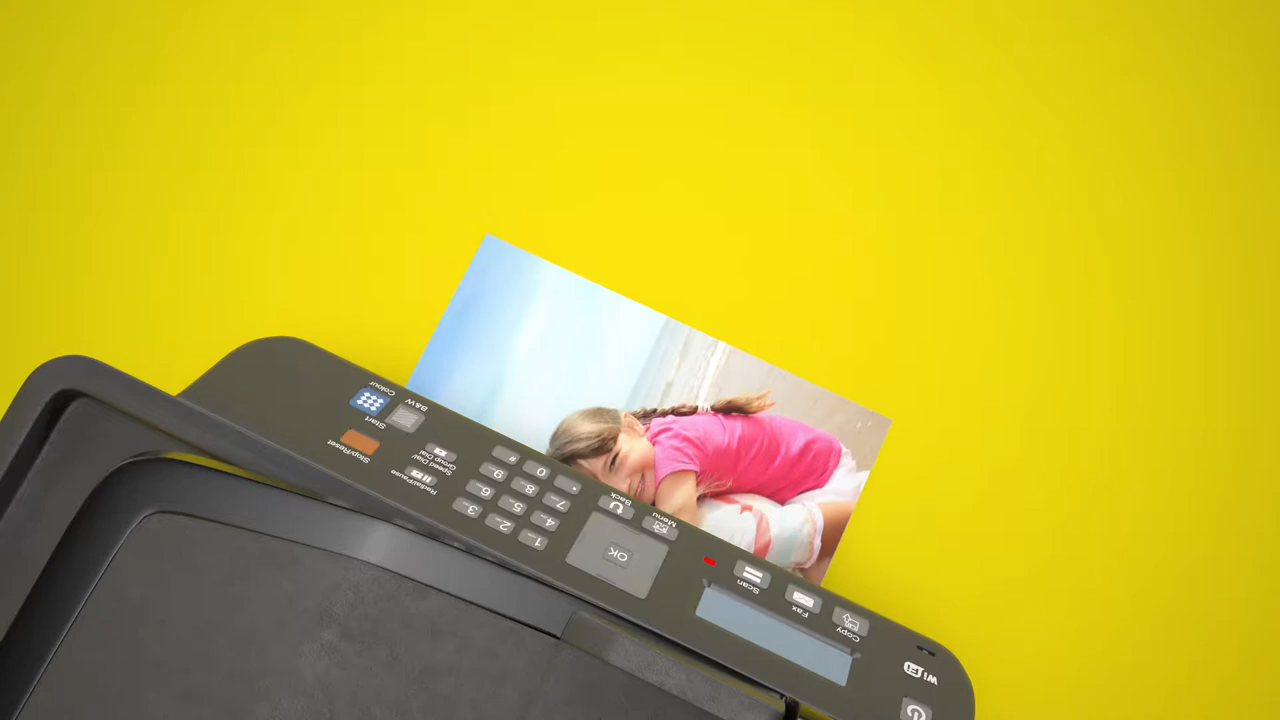 Colour
B&W
Start
Stop/Reset
Speed Dial/
Group Dial
Redial/Pause
1
2
3
4
5
6
7
8
9
*
0
#
Back
Menu
OK
Scan
Fax
Copy
WiFi